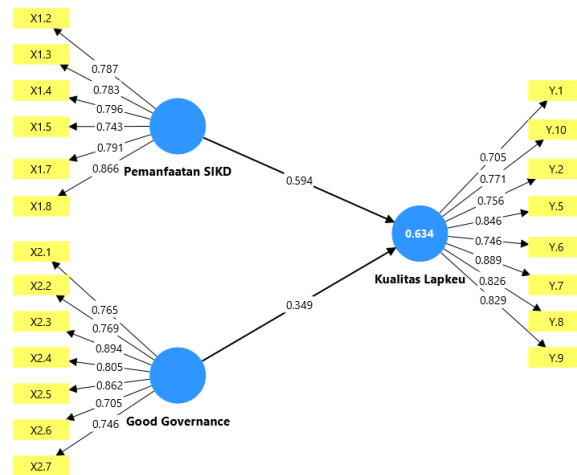 X1.2
X1.3
X1.4
X1.5
X1.7
X1.8
0.787
0.783
0.796
0.743
0.791
0.866
Pemanfaatan SIKD
0.594
X2.1
X2.2
X2.3
X2.4
X2.5
X2.6
X2.7
0.765
0.769
0.894
0.805
0.862
0.705
0.746
Good Governance
0.349
0.634
Kualitas Lapkeu
0.705
0.771
0.756
0.846
0.746
0.889
0.826
0.829
Y.1
Y.10
Y.2
Y.5
Y.6
Y.7
Y.8
Y.9